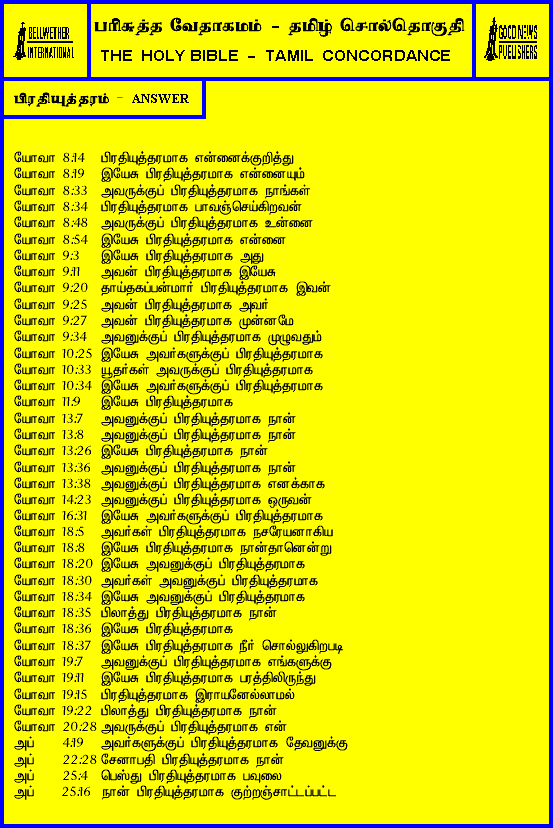 BELLWETHER
INTERNATIONAL
பரிசுத்த வேதாகமம் - தமிழ் சொல்தொகுதி
THE HOLY BIBLE - TAMIL CONCORDANCE
GOOD NEWS
PUBLISHERS
பிரதியுத்தரம் - ANSWER
யோவா 8:14 பிரதியுத்தரமாக என்னைக்குறித்து
யோவா 8:19 இயேசு பிரதியுத்தரமாக என்னையும்
யோவா 8:33 அவருக்குப் பிரதியுத்தரமாக நாங்கள்
யோவா 8:34 பிரதியுத்தரமாக பாவஞ்செய்கிறவன்
யோவா 8:48 அவருக்குப் பிரதியுத்தரமாக உன்னை
யோவா 8:54 இயேசு பிரதியுத்தரமாக என்னை
யோவா 9:3 இயேசு பிரதியுத்தரமாக அது
யோவா 9:11 அவன் பிரதியுத்தரமாக இயேசு
யோவா 9:20 தாய்தகப்பன்மார் பிரதியுத்தரமாக இவன்
யோவா 9:25 அவன் பிரதியுத்தரமாக அவர்
யோவா 9:27 அவன் பிரதியுத்தரமாக முன்னமே
யோவா 9:34 அவனுக்குப் பிரதியுத்தரமாக முழுவதும்
யோவா 10:25 இயேசு அவர்களுக்குப் பிரதியுத்தரமாக
யோவா 10:33 யூதர்கள் அவருக்குப் பிரதியுத்தரமாக
யோவா 10:34 இயேசு அவர்களுக்குப் பிரதியுத்தரமாக
யோவா 11:9 இயேசு பிரதியுத்தரமாக
யோவா 13:7 அவனுக்குப் பிரதியுத்தரமாக நான்
யோவா 13:8 அவனுக்குப் பிரதியுத்தரமாக நான்
யோவா 13:26 இயேசு பிரதியுத்தரமாக நான்
யோவா 13:36 அவனுக்குப் பிரதியுத்தரமாக நான்
யோவா 13:38 அவனுக்குப் பிரதியுத்தரமாக எனக்காக
யோவா 14:23 அவனுக்குப் பிரதியுத்தரமாக ஒருவன்
யோவா 16:31 இயேசு அவர்களுக்குப் பிரதியுத்தரமாக
யோவா 18:5 அவர்கள் பிரதியுத்தரமாக நசரேயனாகிய
யோவா 18:8 இயேசு பிரதியுத்தரமாக நான்தானென்று
யோவா 18:20 இயேசு அவனுக்குப் பிரதியுத்தரமாக
யோவா 18:30 அவர்கள் அவனுக்குப் பிரதியுத்தரமாக
யோவா 18:34 இயேசு அவனுக்குப் பிரதியுத்தரமாக
யோவா 18:35 பிலாத்து பிரதியுத்தரமாக நான்
யோவா 18:36 இயேசு பிரதியுத்தரமாக
யோவா 18:37 இயேசு பிரதியுத்தரமாக நீர் சொல்லுகிறபடி
யோவா 19:7 அவனுக்குப் பிரதியுத்தரமாக எங்களுக்கு
யோவா 19:11 இயேசு பிரதியுத்தரமாக பரத்திலிருந்து
யோவா 19:15 பிரதியுத்தரமாக இராயனேல்லாமல்
யோவா 19:22 பிலாத்து பிரதியுத்தரமாக நான்
யோவா 20:28 அவருக்குப் பிரதியுத்தரமாக என்
அப் 4:19 அவர்களுக்குப் பிரதியுத்தரமாக தேவனுக்கு
அப் 22:28 சேனாபதி பிரதியுத்தரமாக நான்
அப் 25:4 பெஸ்து பிரதியுத்தரமாக பவுலை
அப் 25:16 நான் பிரதியுத்தரமாக குற்றஞ்சாட்டப்பட்ட